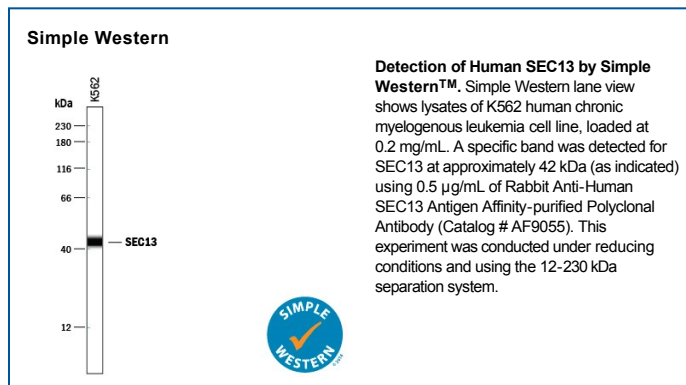 Simple Western
kDa
K562
230
180
116
66
40
12
SEC13
SIMPLE
WESTERN
©2014
Detection of Human SEC13 by Simple
Western™. Simple Western lane view
shows lysates of K562 human chronic
myelogenous leukemia cell line, loaded at
0.2 mg/mL. A specific band was detected for
SEC13 at approximately 42 kDa (as indicated)
using 0.5 µg/mL of Rabbit Anti-Human
SEC13 Antigen Affinity-purified Polyclonal
Antibody (Catalog # AF9055). This
experiment was conducted under reducing
conditions and using the 12-230 kDa
separation system.